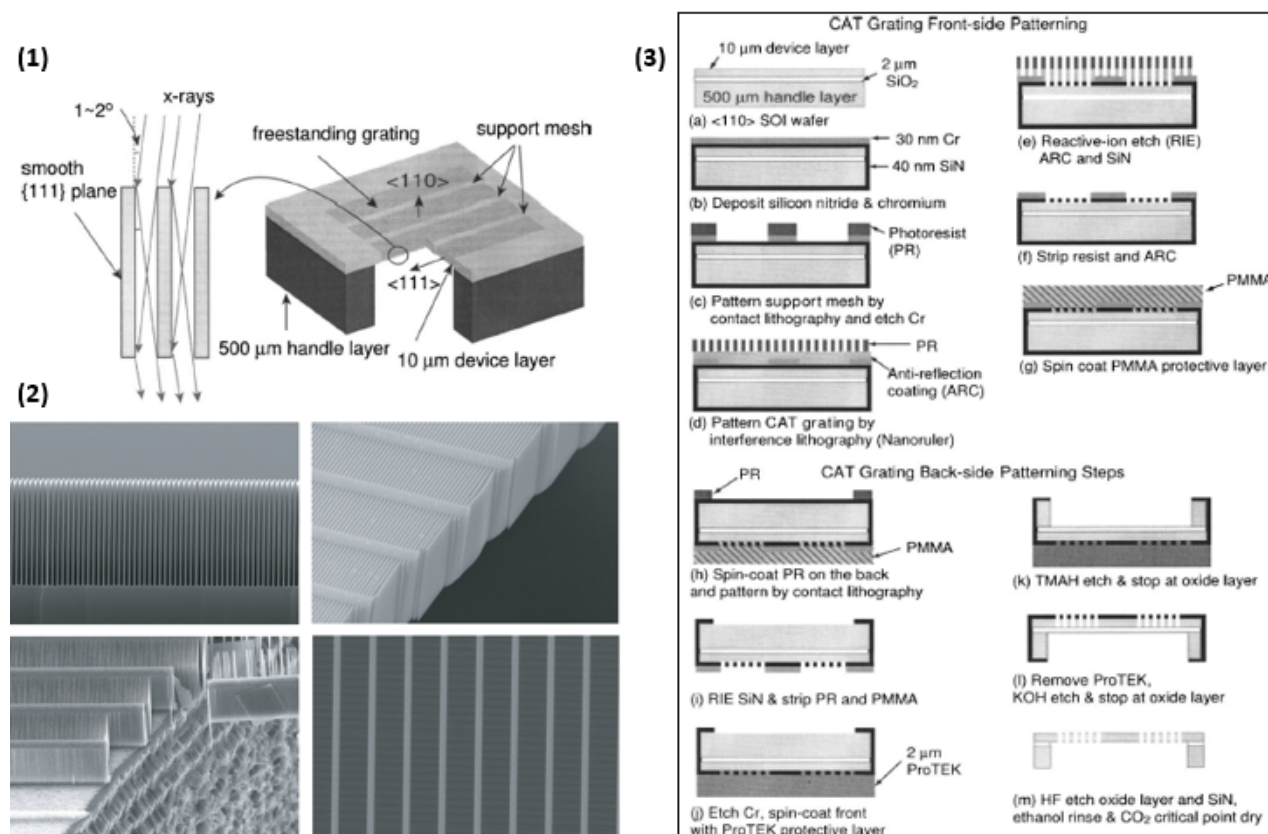 (1)
1~2º
x-rays
smooth
{111} plane
freestanding grating
support mesh
<110>
<111>
500 µm handle layer
10 µm device layer
(2)
(3)
CAT Grating Front-side Patterning
10 µm device layer
2 µm
SiO₂
500 µm handle layer
(a) <110> SOI wafer
30 nm Cr
40 nm SiN
(b) Deposit silicon nitride & chromium
Photoresist
(PR)
(c) Pattern support mesh by
contact lithography and etch Cr
PR
Anti-reflection
coating (ARC)
(d) Pattern CAT grating by
interference lithography (Nanoruler)
(e) Reactive-ion etch (RIE)
ARC and SiN
(f) Strip resist and ARC
PMMA
(g) Spin coat PMMA protective layer
CAT Grating Back-side Patterning Steps
PR
PMMA
(h) Spin-coat PR on the back
and pattern by contact lithography
(i) RIE SiN & strip PR and PMMA
2 µm
ProTEK
(j) Etch Cr, spin-coat front
with ProTEK protective layer
(k) TMAH etch & stop at oxide layer
(l) Remove ProTEK,
KOH etch & stop at oxide layer
(m) HF etch oxide layer and SiN,
ethanol rinse & CO₂ critical point dry